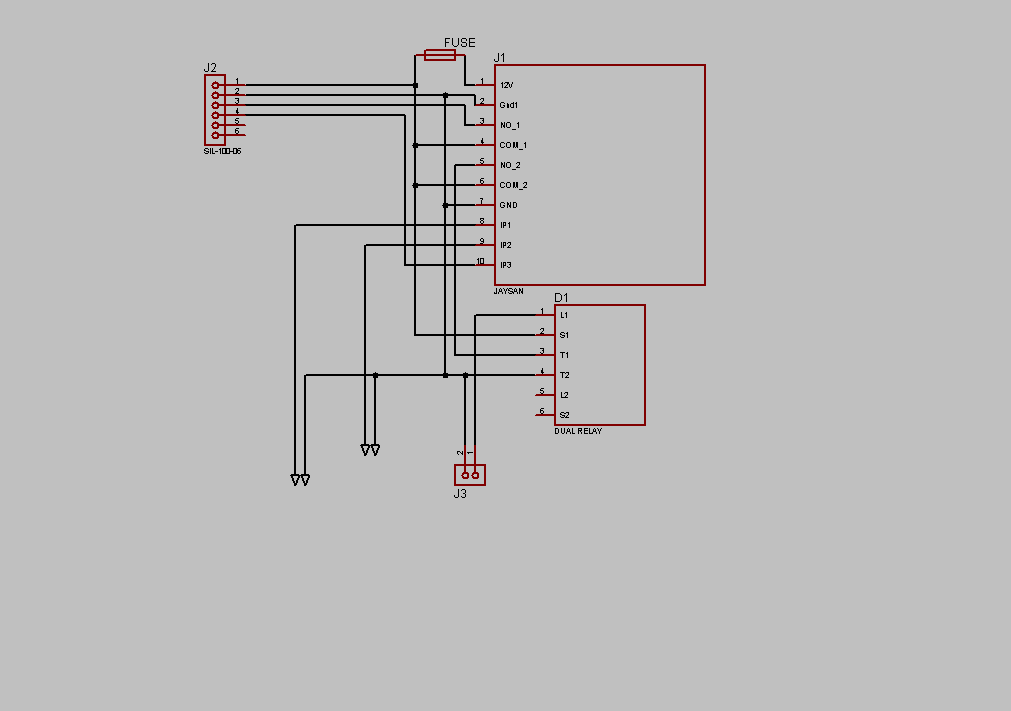 FUSE
J1
J2
1
2
3
4
5
6
SIL-100-06
1 12V
2 Gnd1
3 NO_1
4 COM_1
5 NO_2
6 COM_2
7 GND
8 IP1
9 IP2
10 IP3
JAYSAN
D1
1 L1
2 S1
3 T1
4 T2
5 L2
6 S2
DUAL RELAY
2 1
J3